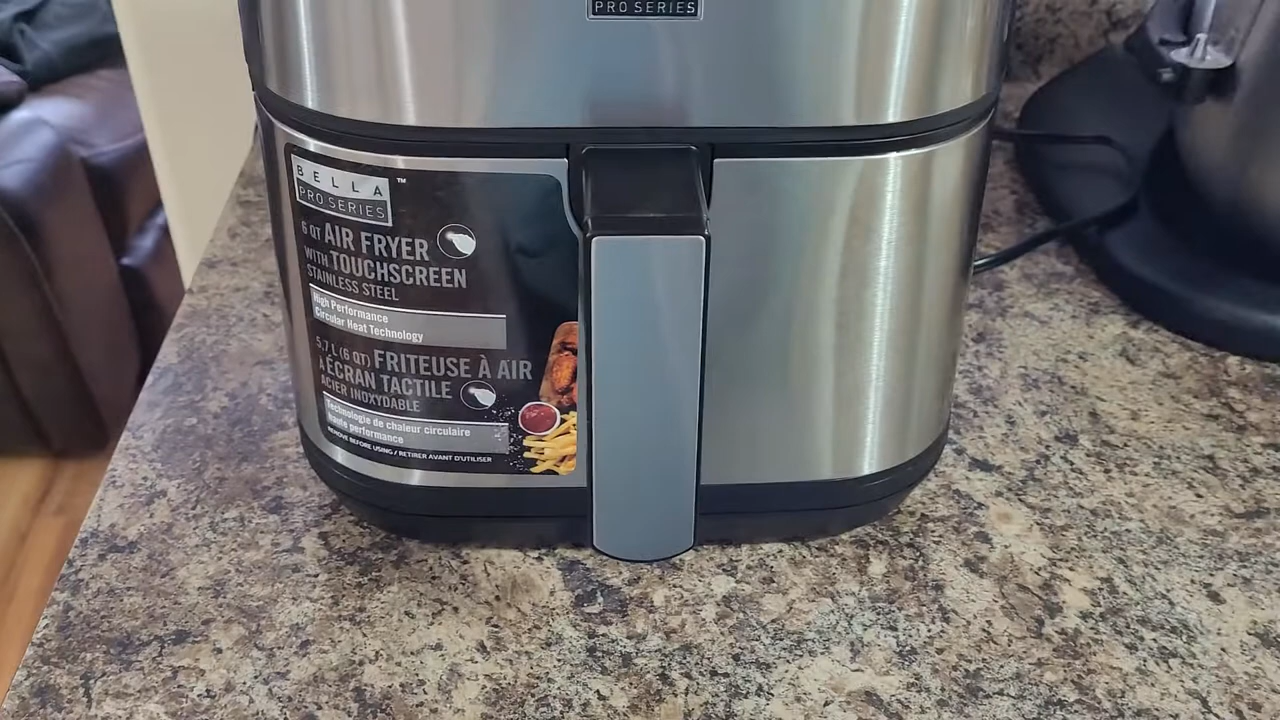 PRO SERIES
BELLA ™
PRO SERIES
6 QT AIR FRYER
WITH TOUCHSCREEN
STAINLESS STEEL
High Performance
Circular Heat Technology
5,7 L (6 QT) FRITEUSE À AIR
À ÉCRAN TACTILE
ACIER INOXYDABLE
Technologie de chaleur circulaire
haute performance
REMOVE BEFORE USING / RETIRER AVANT D'UTILISER